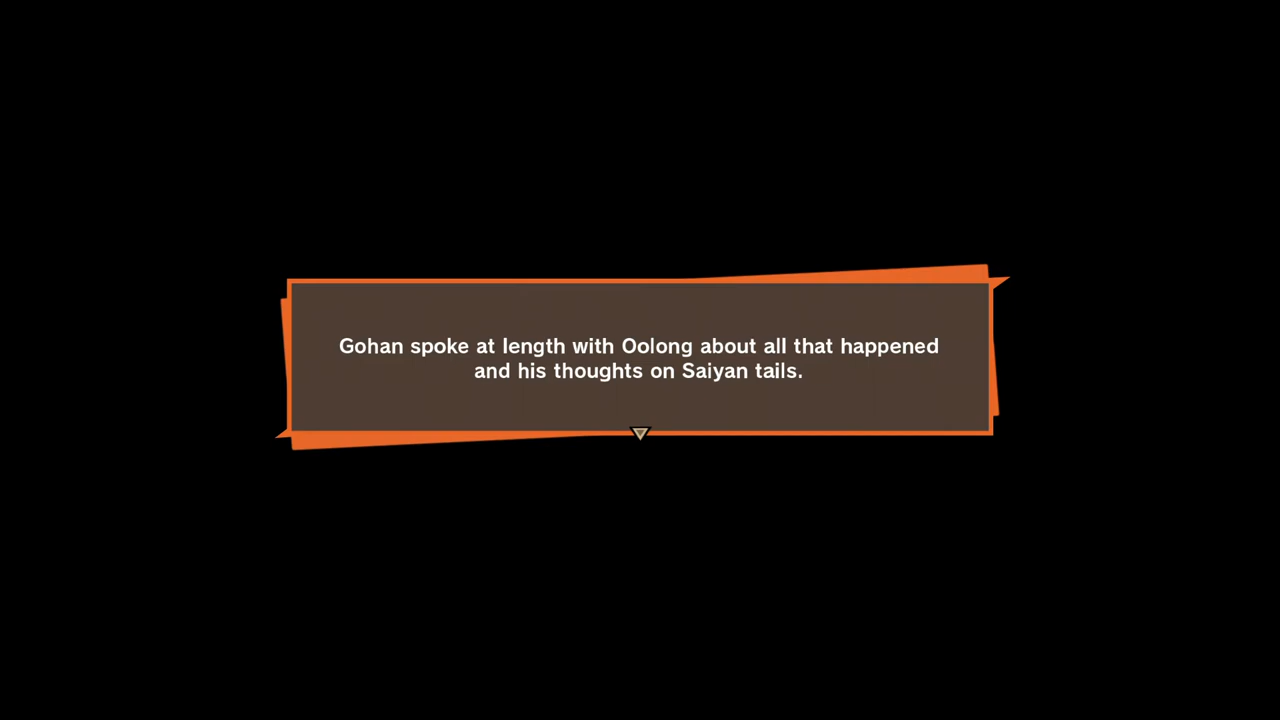 Gohan spoke at length with Oolong about all that happened
and his thoughts on Saiyan tails.